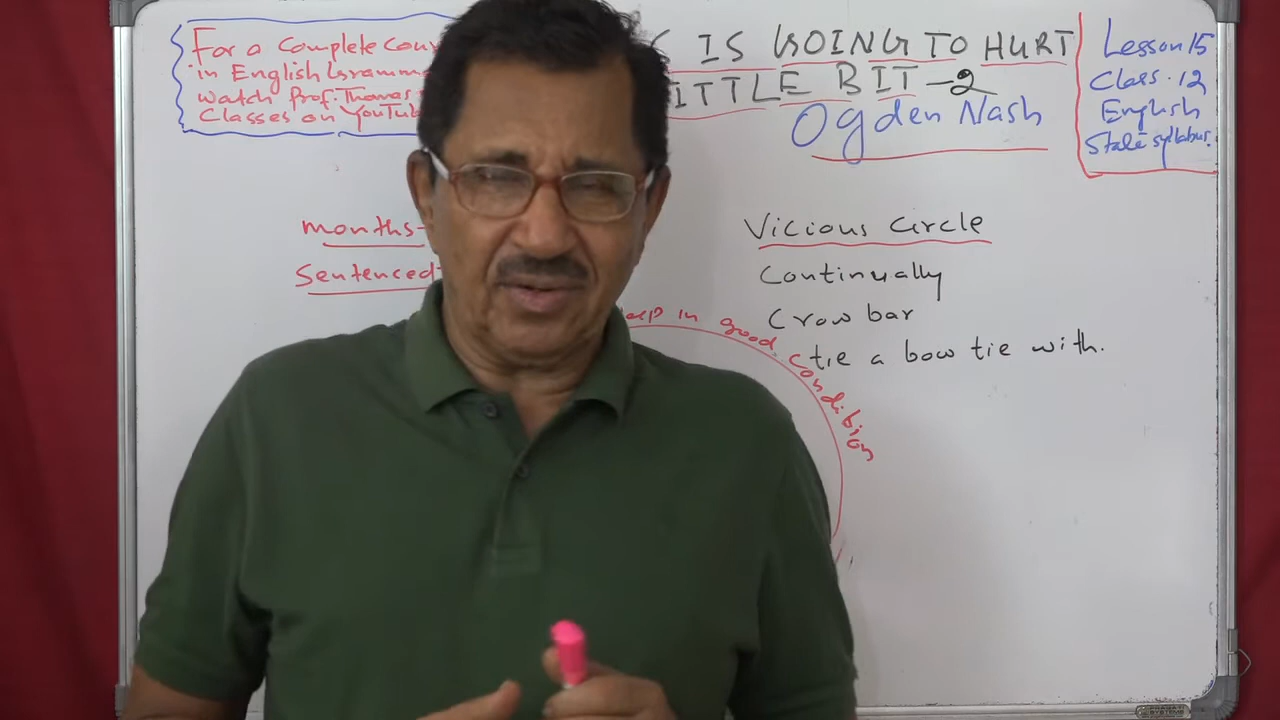 For a Complete
in English
Watch Prof. Thomas
Classes on YouTub
IS GOING TO HURT
ITTLE BIT -2
Ogden Nash
Lesson 15
Class. 12
English
State syllabus.
months-
Sentenced-
Vicious Circle
Continually
Crow bar
tie a bow tie with.
in good condition